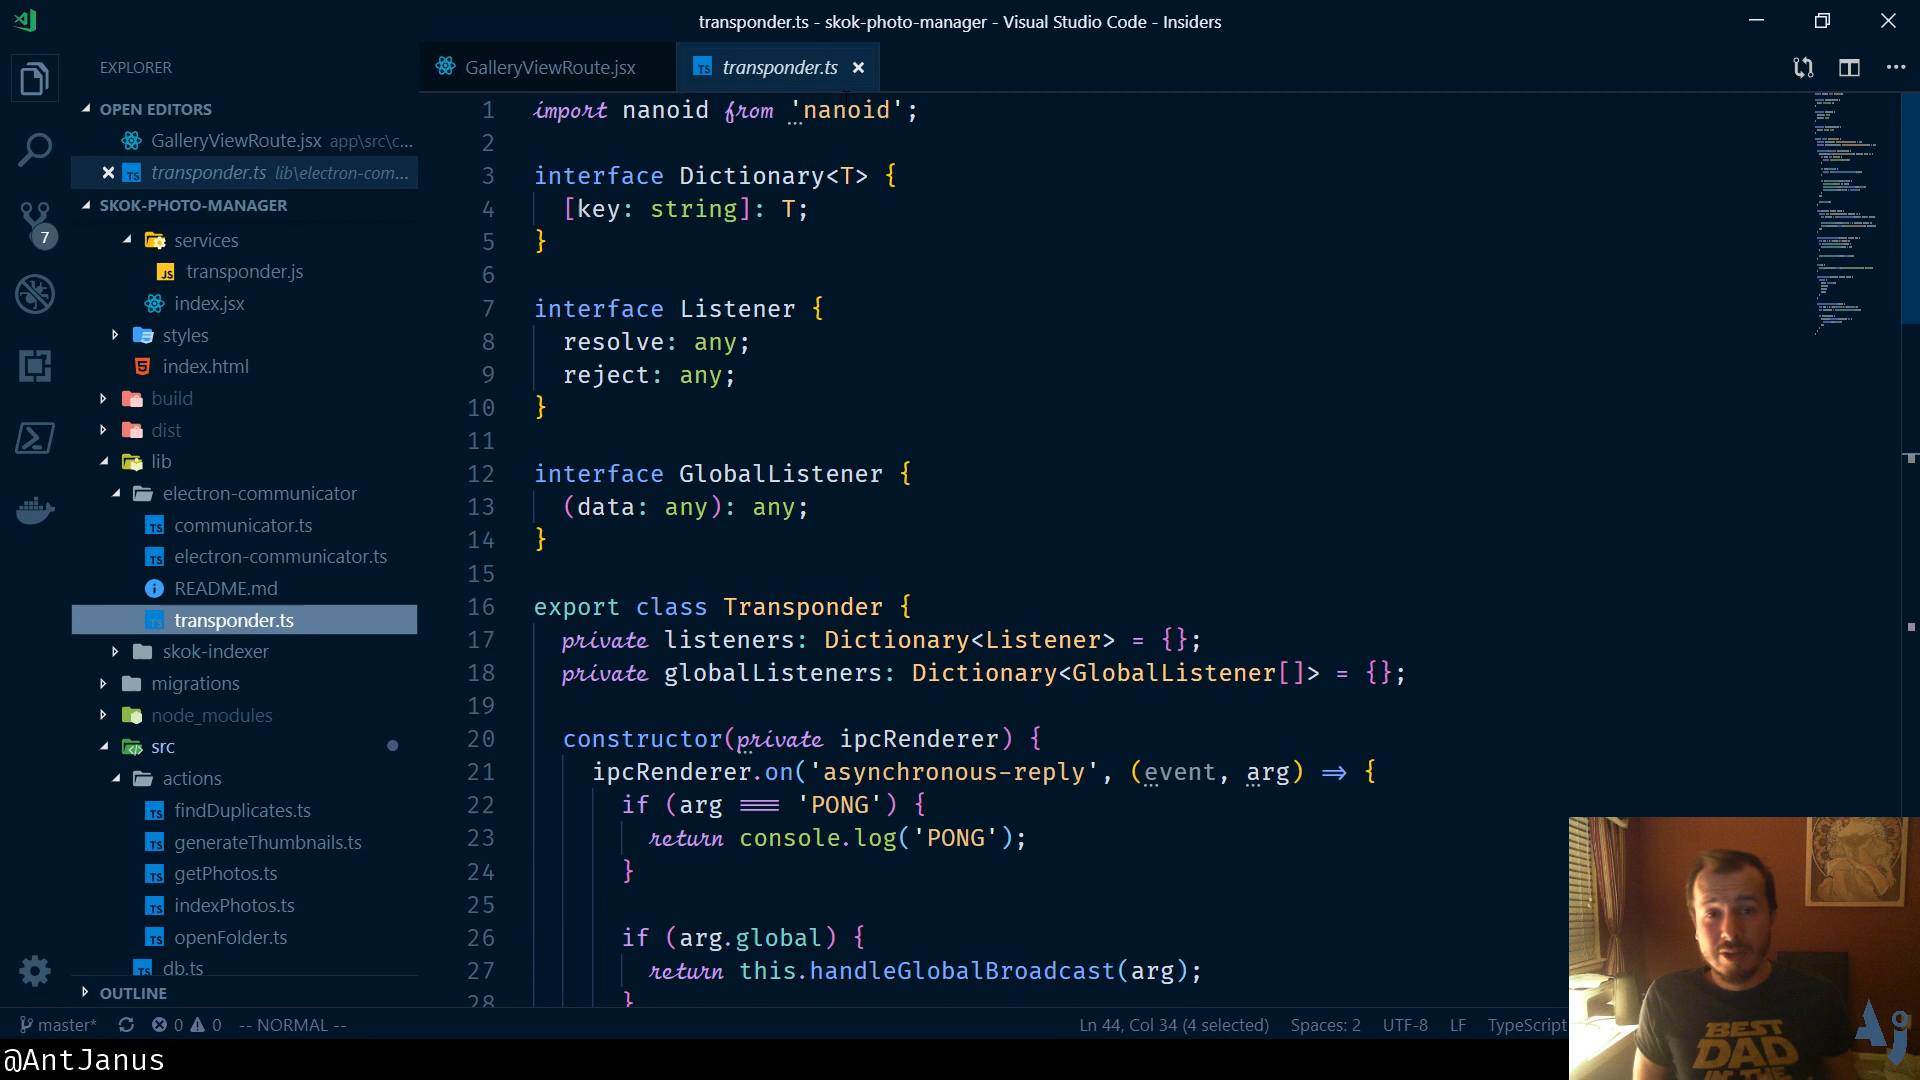 transponder.ts - skok-photo-manager - Visual Studio Code - Insiders
EXPLORER
OPEN EDITORS
GalleryViewRoute.jsx app\src\c...
transponder.ts lib\electron-com...
SKOK-PHOTO-MANAGER
services
transponder.js
index.jsx
styles
index.html
build
dist
lib
electron-communicator
communicator.ts
electron-communicator.ts
README.md
transponder.ts
skok-indexer
migrations
node_modules
src
actions
findDuplicates.ts
generateThumbnails.ts
getPhotos.ts
indexPhotos.ts
openFolder.ts
db.ts
OUTLINE
7
GalleryViewRoute.jsx
transponder.ts
1 import nanoid from 'nanoid';
2
3 interface Dictionary<T> {
4 [key: string]: T;
5 }
6
7 interface Listener {
8 resolve: any;
9 reject: any;
10 }
11
12 interface GlobalListener {
13 (data: any): any;
14 }
15
16 export class Transponder {
17 private listeners: Dictionary<Listener> = {};
18 private globalListeners: Dictionary<GlobalListener[]> = {};
19
20 constructor(private ipcRenderer) {
21 ipcRenderer.on('asynchronous-reply', (event, arg) => {
22 if (arg === 'PONG') {
23 return console.log('PONG');
24 }
25
26 if (arg.global) {
27 return this.handleGlobalBroadcast(arg);
28 }
master* 0 0 -- NORMAL --
Ln 44, Col 34 (4 selected) Spaces: 2 UTF-8 LF TypeScript
@AntJanus
BEST
DAD
IN THE
Aj